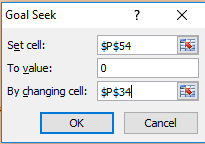 Goal Seek
Set cell: $P$54
To value: 0
By changing cell: $P$34
OK Cancel